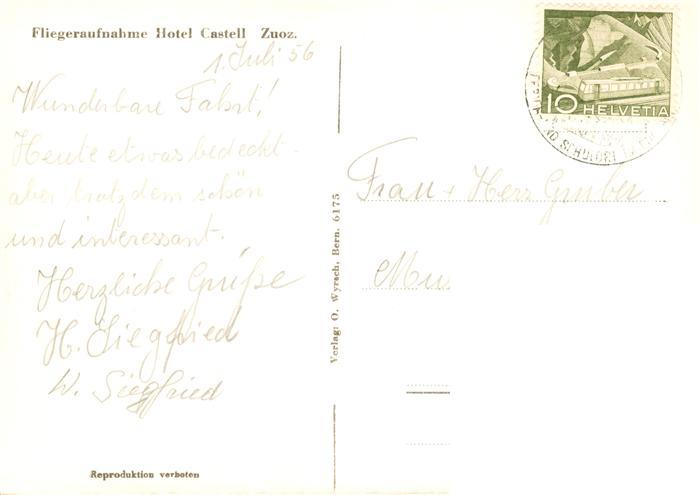 Fliegeraufnahme Hotel Castell Zuoz.
1. Juli 56
Wunderbare Fahrt!
Heute etwas bedeckt -
aber trotzdem schön
und interessant.
Herzliche Grüße
H. Siegfried
W. Siegfried
Reproduktion verboten
Verlag: O. Wyrsch, Bern. 6175
10 HELVETIA
Frau + Herr Gruber